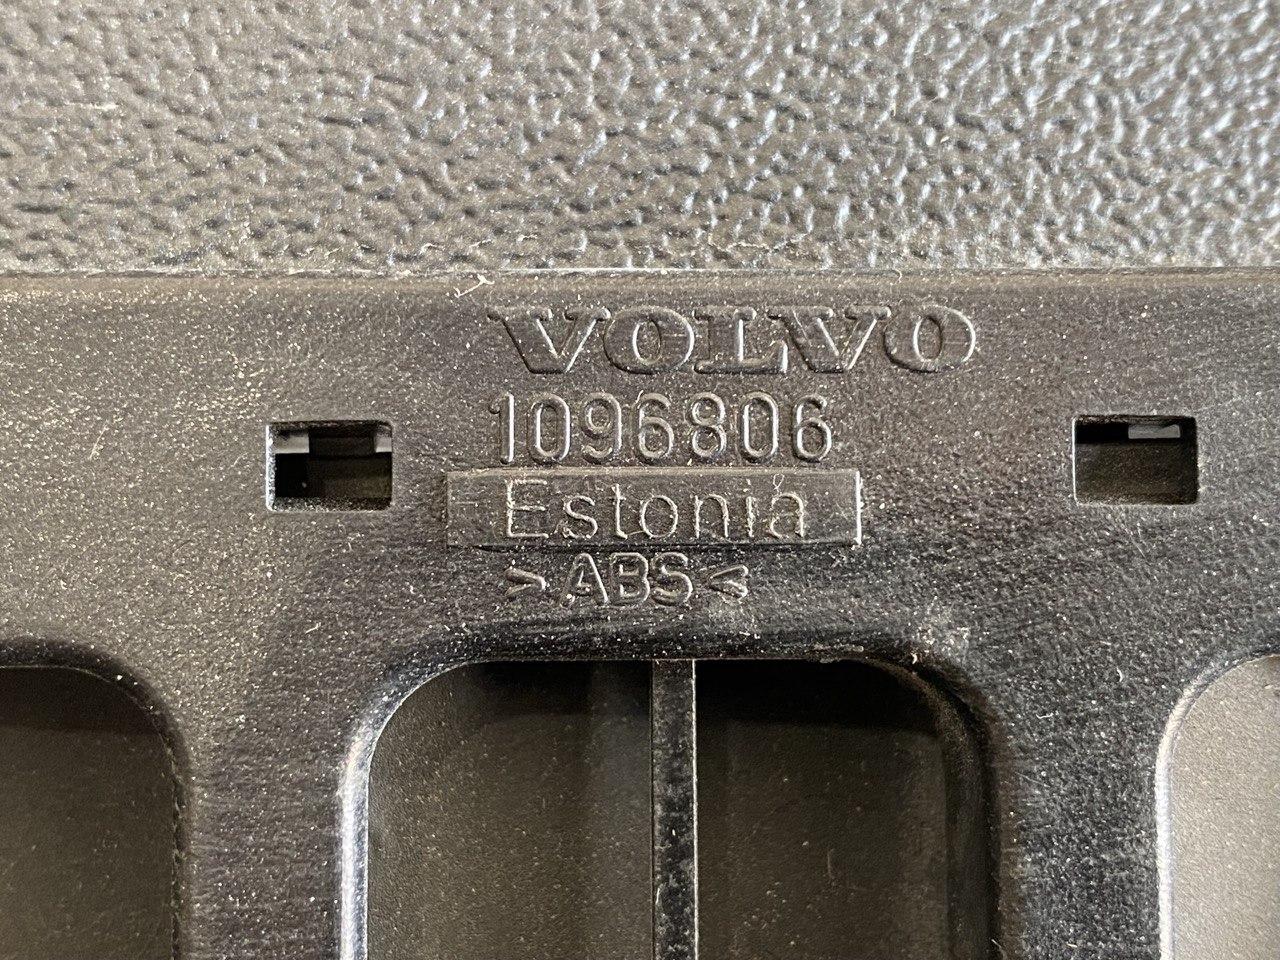 VOLVO
1096806
Estonia
>ABS<